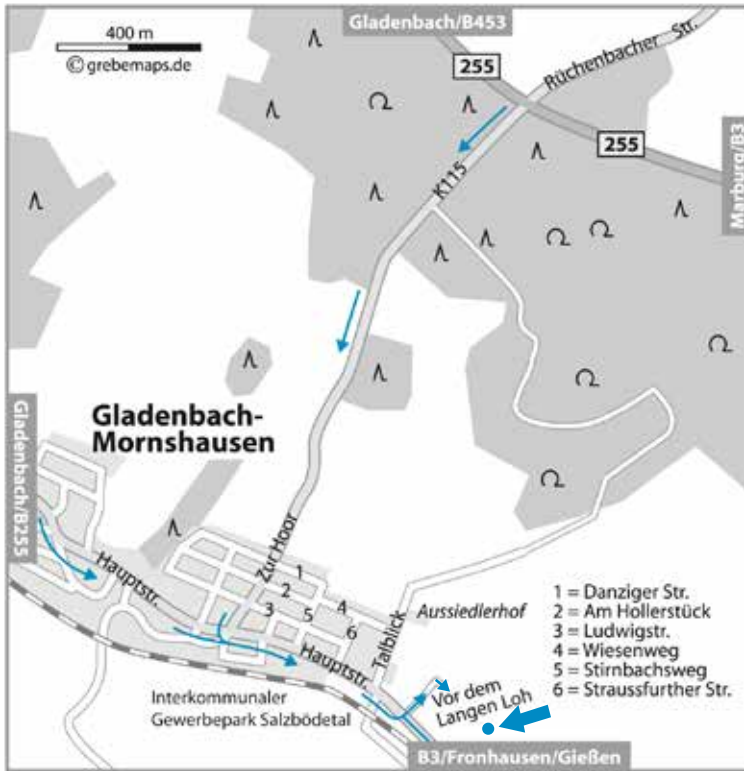 Gladenbach/B453
400 m
© grebemaps.de
Rüchenbacher Str.
255
255
Marburg/B3
K115
Gladenbach-
Mornshausen
Gladenbach/B255
Zur Hoor
Hauptstr.
1
2
3
4
5
6
Aussiedlerhof
Talblick
Hauptstr.
1 = Danziger Str.
2 = Am Hollerstück
3 = Ludwigstr.
4 = Wiesenweg
5 = Stirnbachsweg
6 = Straussfurther Str.
Interkommunaler
Gewerbepark Salzbödetal
Vor dem
Langen Loh
B3/Fronhausen/Gießen